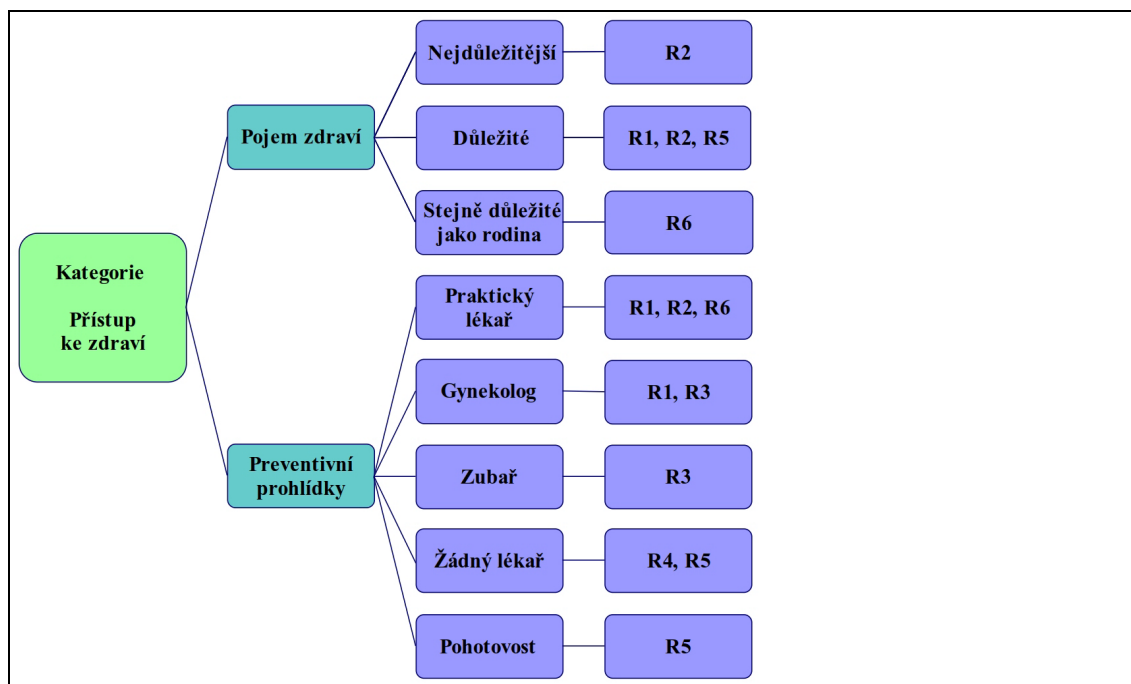 Kategorie
Přístup
ke zdraví
Pojem zdraví
Nejdůležitější
R2
Důležité
R1, R2, R5
Stejně důležité
jako rodina
R6
Preventivní
prohlídky
Praktický
lékař
R1, R2, R6
Gynekolog
R1, R3
Zubař
R3
Žádný lékař
R4, R5
Pohotovost
R5